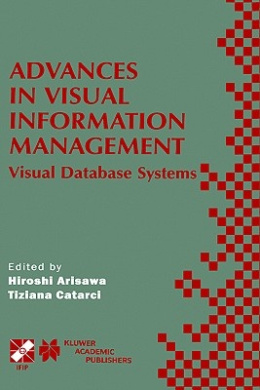 ADVANCES
IN VISUAL
INFORMATION
MANAGEMENT
Visual Database Systems
Edited by
Hiroshi Arisawa
Tiziana Catarci
ifip
KLUWER
ACADEMIC
PUBLISHERS